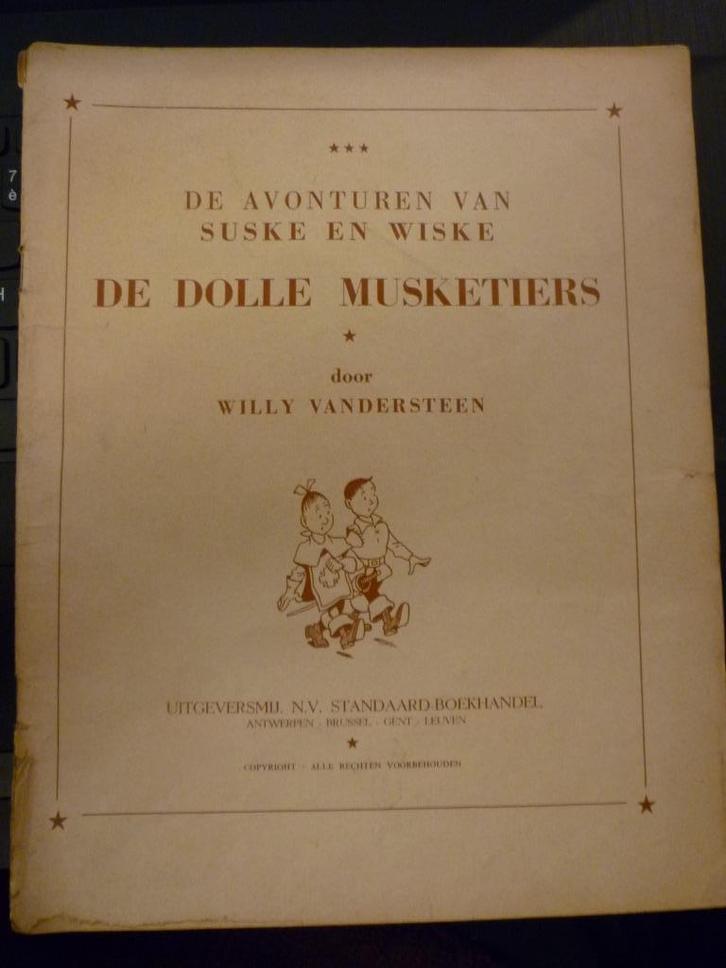 ★★★
DE AVONTUREN VAN
SUSKE EN WISKE
DE DOLLE MUSKETIERS
★
door
WILLY VANDERSTEEN
UITGEVERSMIJ. N.V. STANDAARD-BOEKHANDEL
ANTWERPEN - BRUSSEL - GENT - LEUVEN
★
COPYRIGHT - ALLE RECHTEN VOORBEHOUDEN
7
è
H